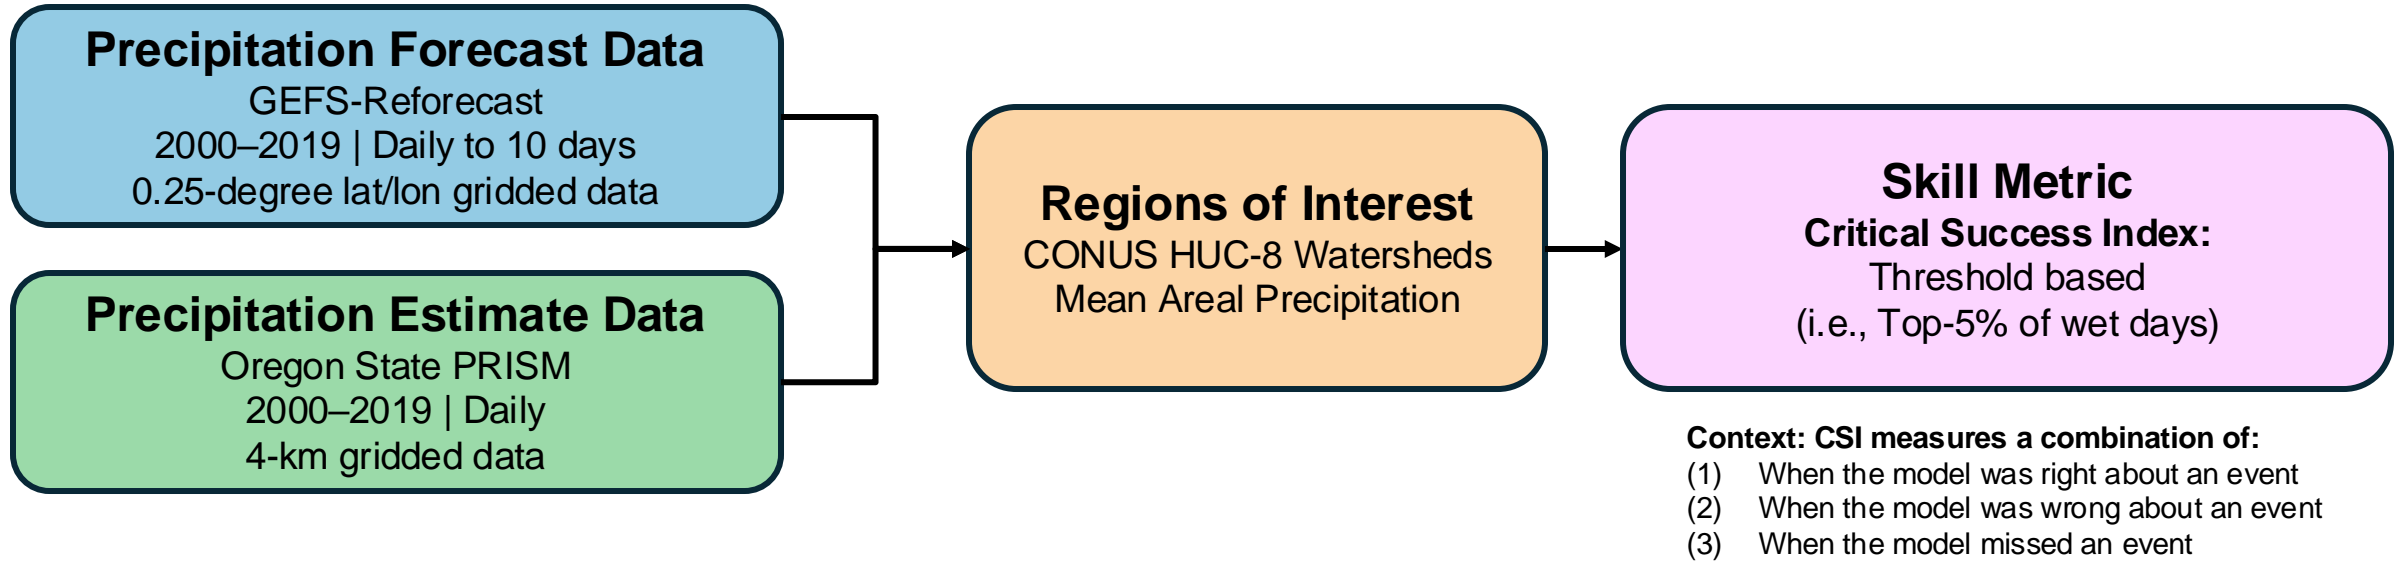 Precipitation Forecast Data
GEFS-Reforecast
2000–2019 | Daily to 10 days
0.25-degree lat/lon gridded data
Precipitation Estimate Data
Oregon State PRISM
2000–2019 | Daily
4-km gridded data
Regions of Interest
CONUS HUC-8 Watersheds
Mean Areal Precipitation
Skill Metric
Critical Success Index:
Threshold based
(i.e., Top-5% of wet days)
Context: CSI measures a combination of:
(1) When the model was right about an event
(2) When the model was wrong about an event
(3) When the model missed an event